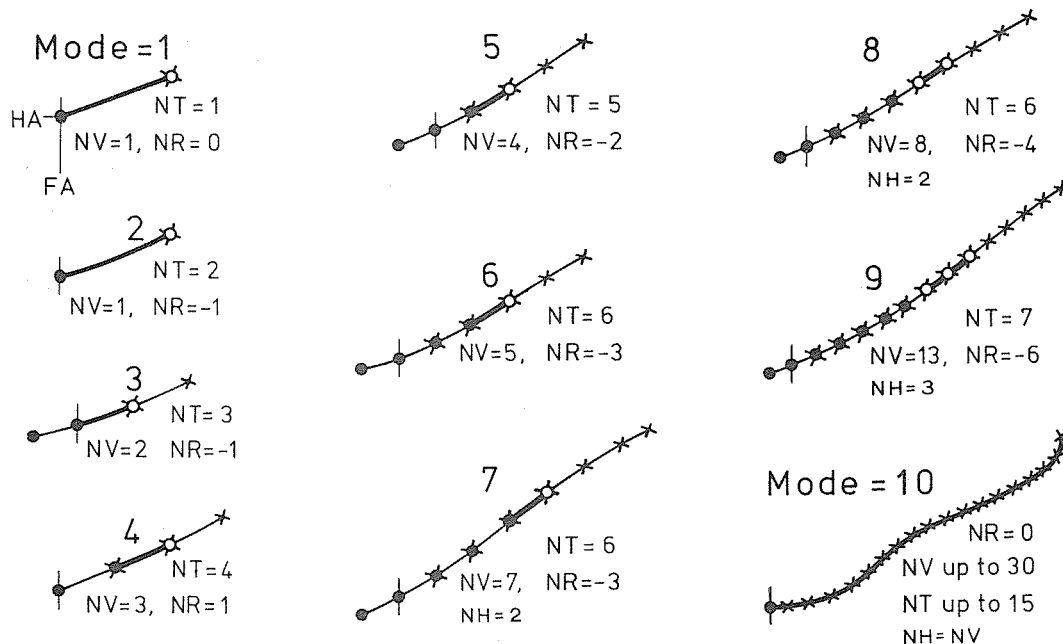 Mode=1
NT=1
HA
NV=1, NR=0
FA
2
NT=2
NV=1, NR=-1
3
NT=3
NV=2 NR=-1
4
NT=4
NV=3, NR=1
5
NT=5
NV=4, NR=-2
6
NT=6
NV=5, NR=-3
7
NT=6
NV=7, NR=-3
NH=2
8
NT=6
NV=8, NR=-4
NH=2
9
NT=7
NV=13, NR=-6
NH=3
Mode=10
NR=0
NV up to 30
NT up to 15
NH=NV